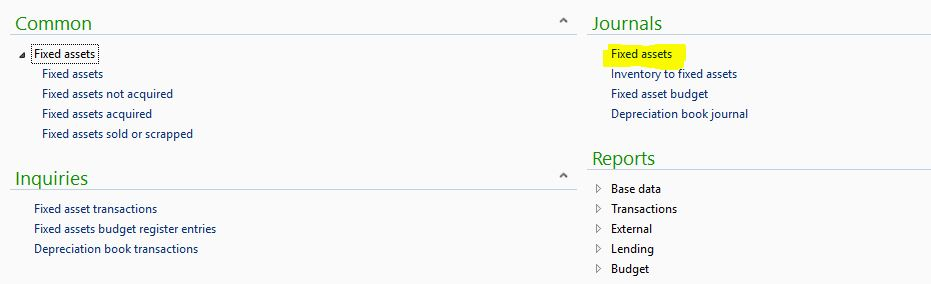 Common
Fixed assets
Fixed assets
Fixed assets not acquired
Fixed assets acquired
Fixed assets sold or scrapped
Inquiries
Fixed asset transactions
Fixed assets budget register entries
Depreciation book transactions
Journals
Fixed assets
Inventory to fixed assets
Fixed asset budget
Depreciation book journal
Reports
Base data
Transactions
External
Lending
Budget